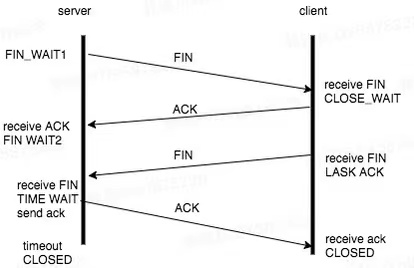 server
client
FIN_WAIT1
FIN
receive FIN
CLOSE_WAIT
ACK
receive ACK
FIN WAIT2
FIN
receive FIN
LASK ACK
receive FIN
TIME WAIT
send ack
ACK
receive ack
CLOSED
timeout
CLOSED